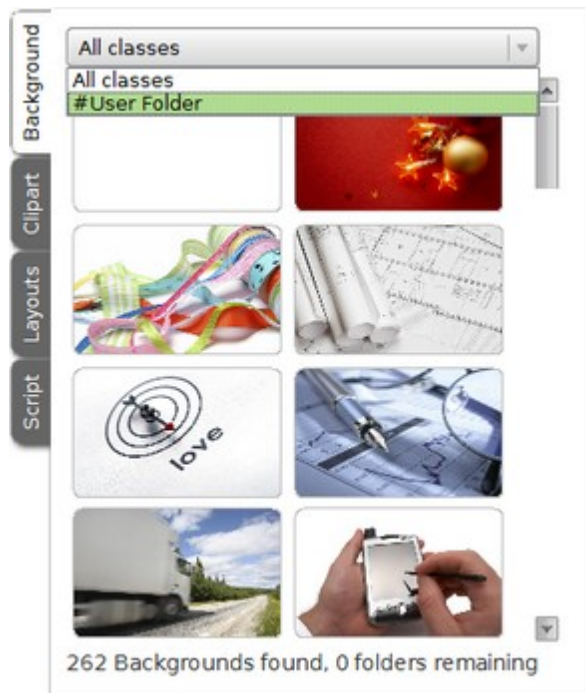 Background
Clipart
Layouts
Script
All classes
All classes
#User Folder
love
262 Backgrounds found, 0 folders remaining